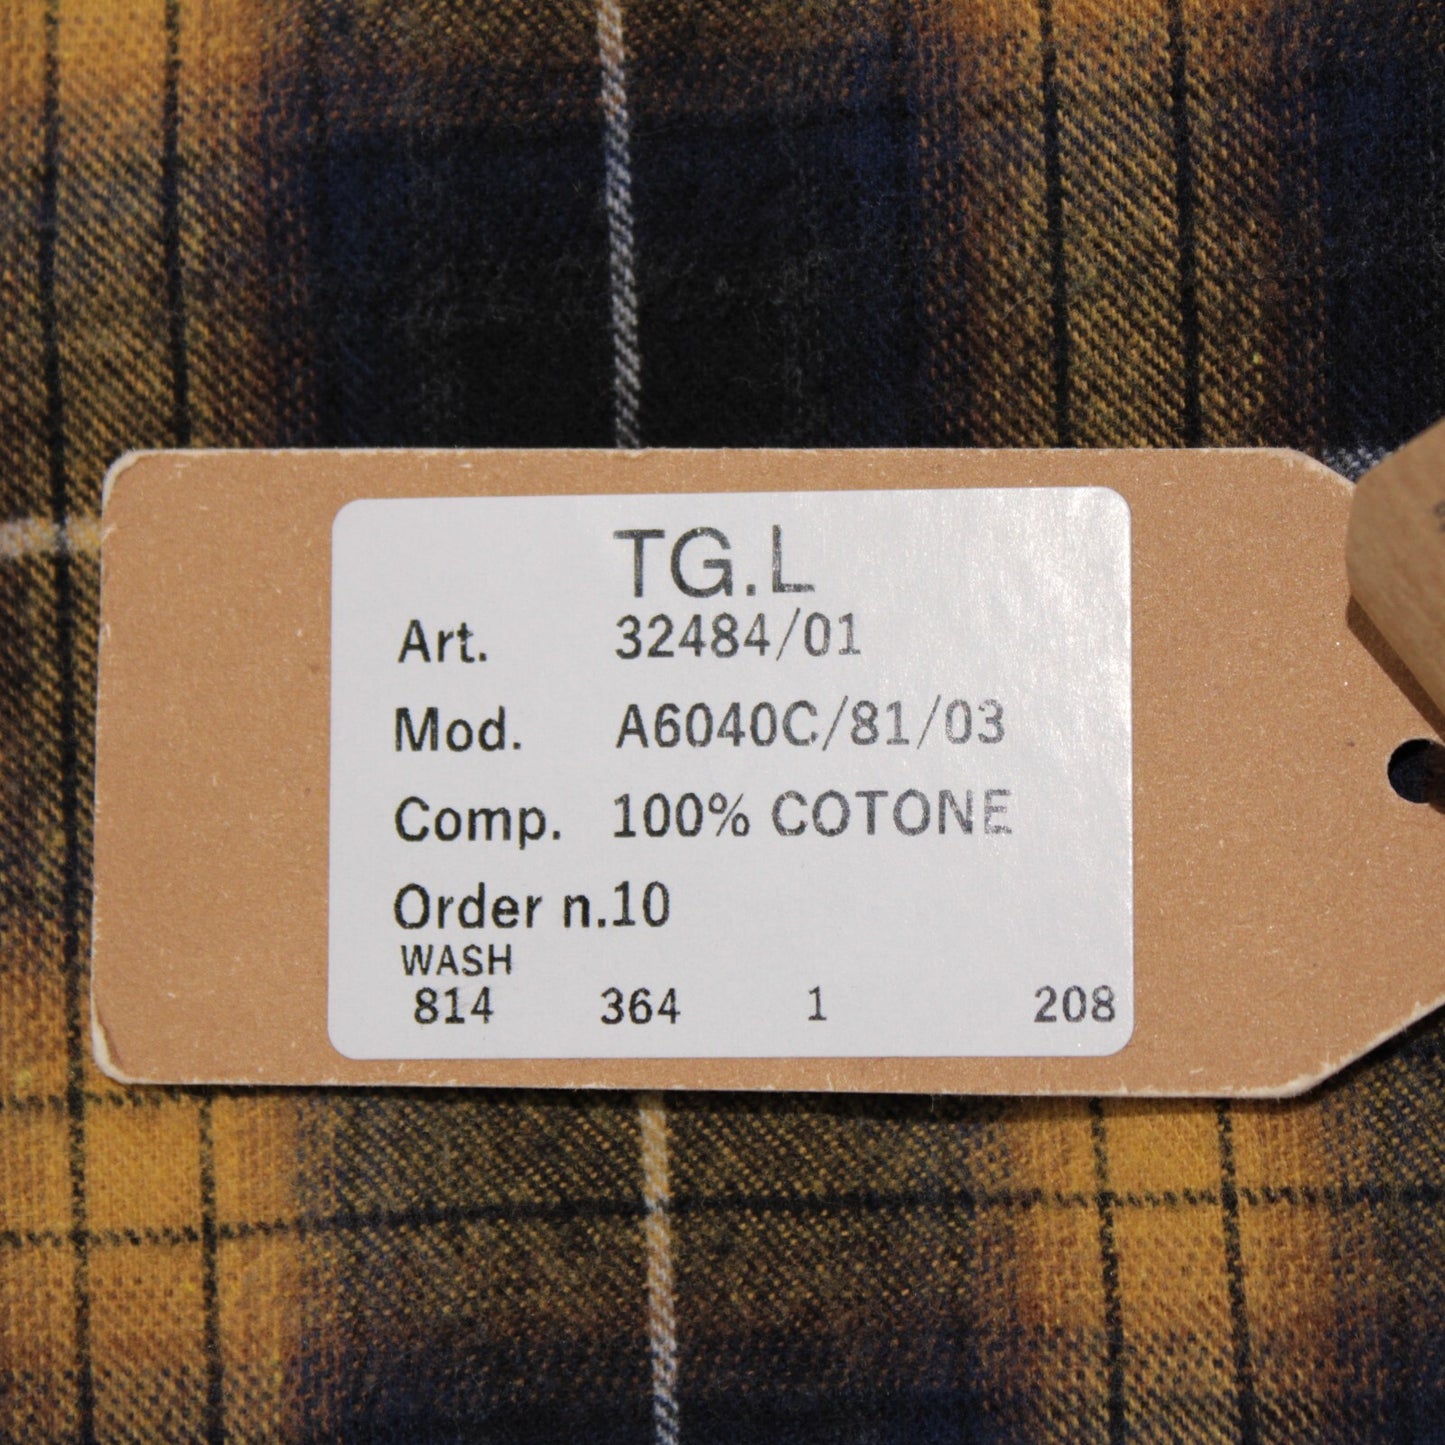 TG.L
Art. 32484/01
Mod. A6040C/81/03
Comp. 100% COTONE
Order n.10
WASH
814 364 1 208